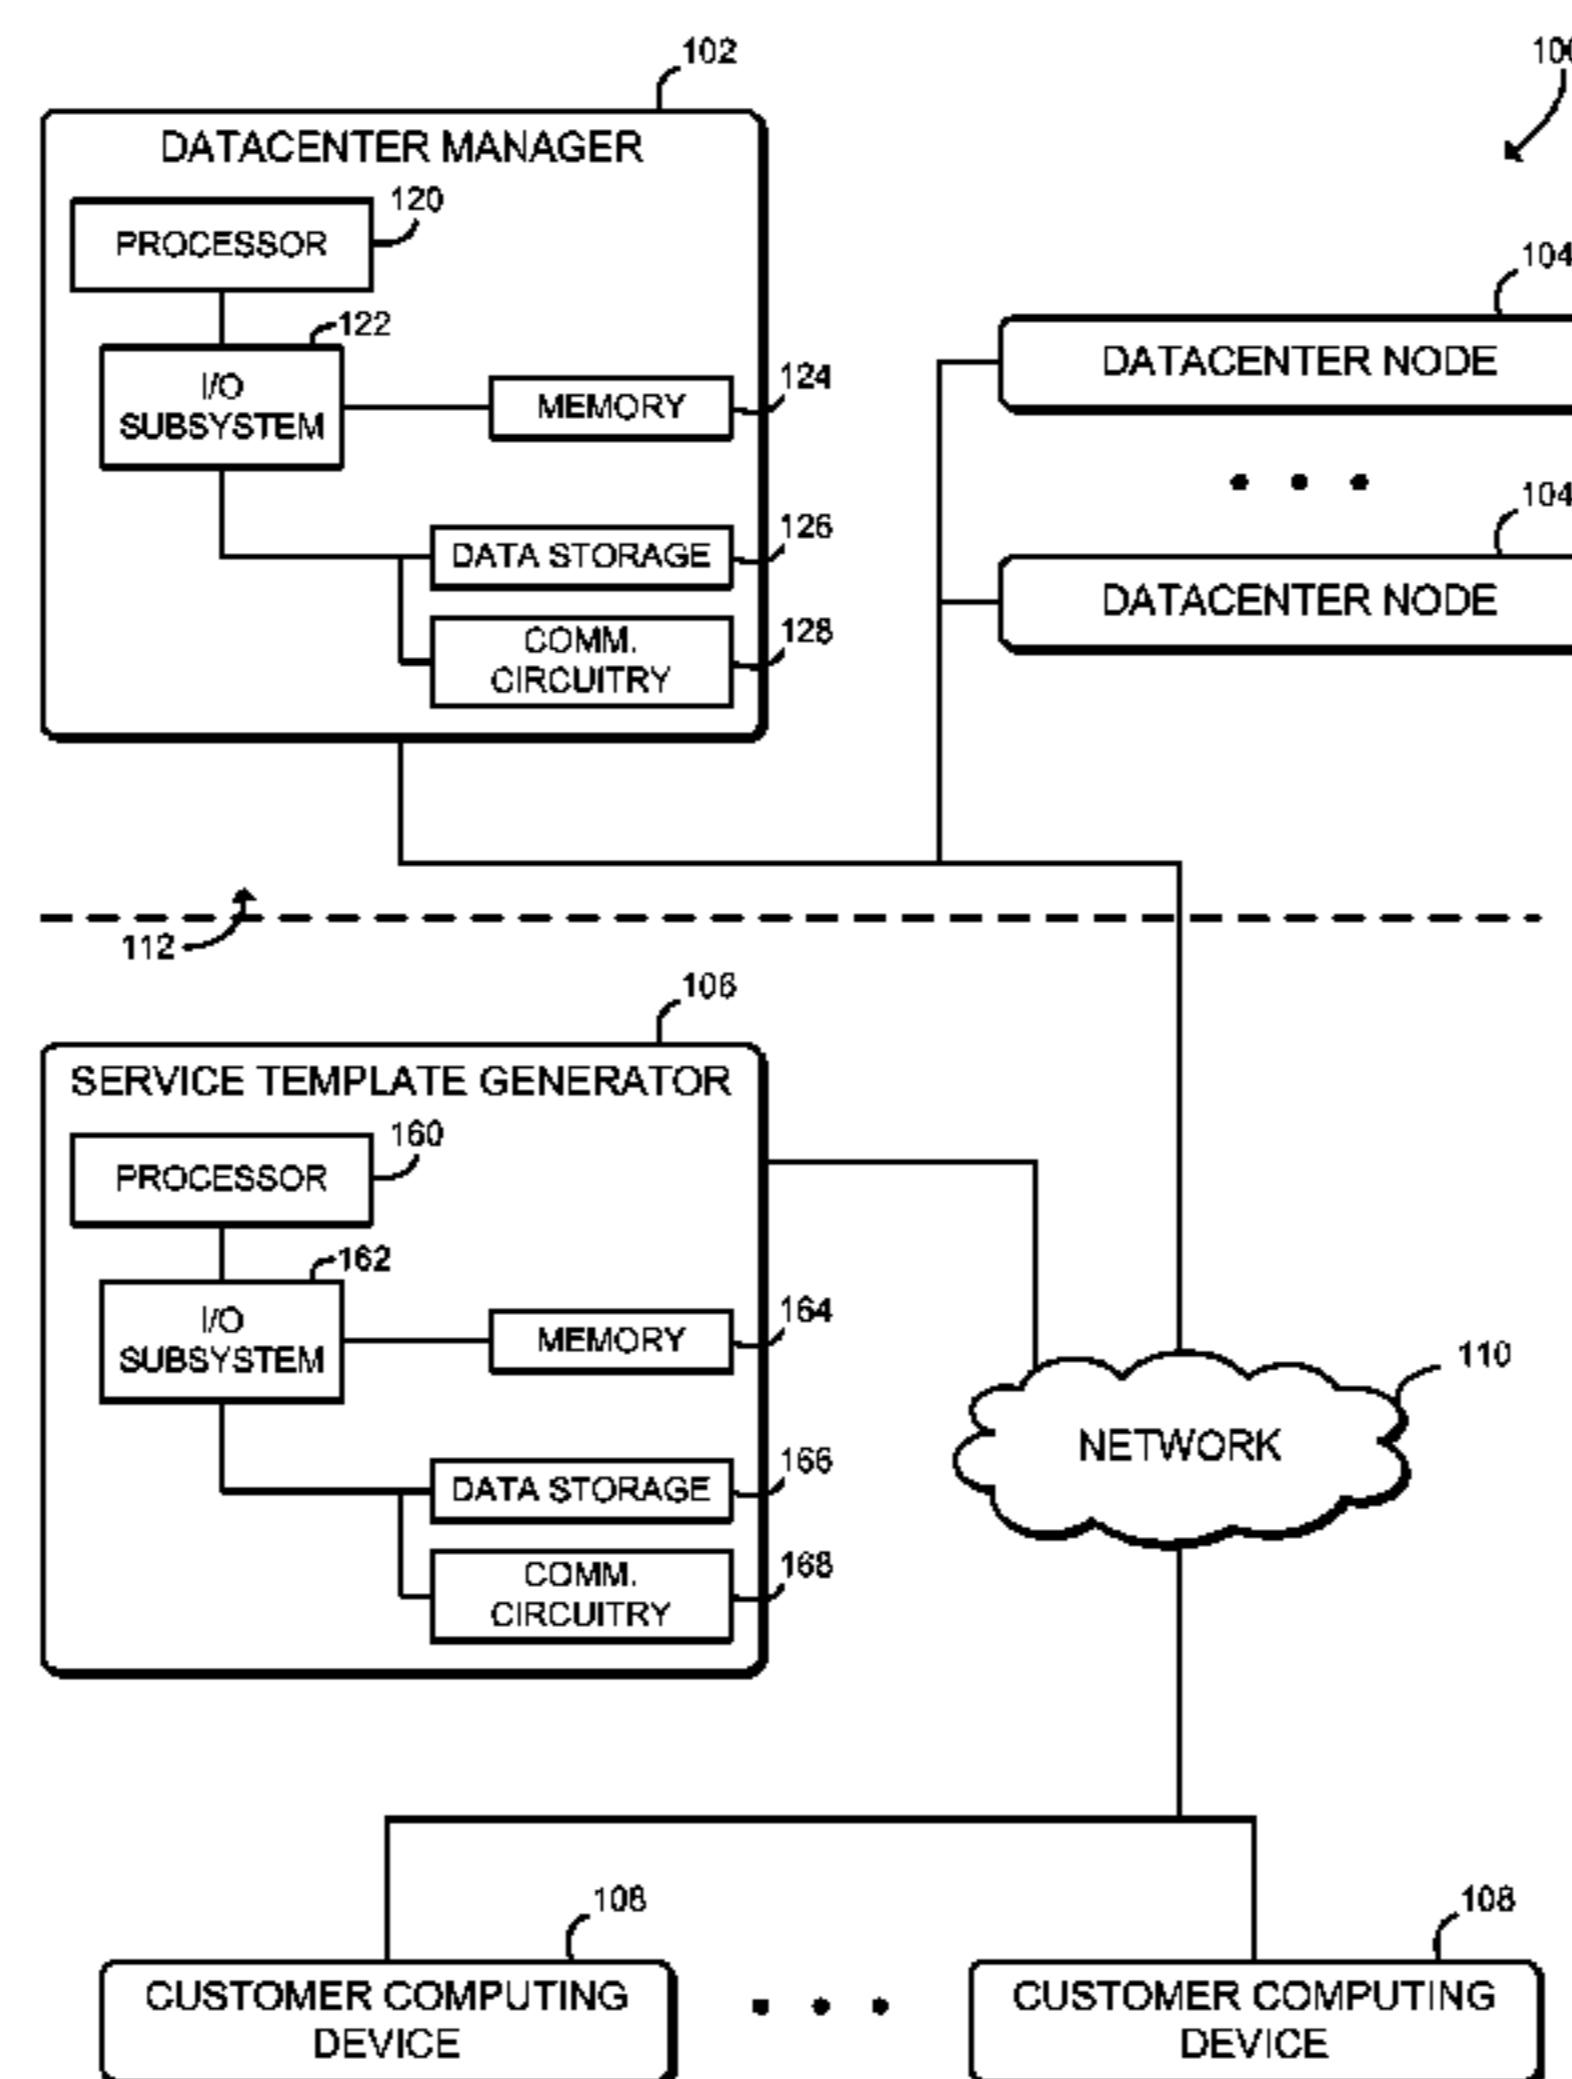 102
100
DATACENTER MANAGER
120
PROCESSOR
122
I/O
SUBSYSTEM
124
MEMORY
126
DATA STORAGE
128
COMM.
CIRCUITRY
104
DATACENTER NODE
104
DATACENTER NODE
112
106
SERVICE TEMPLATE GENERATOR
160
PROCESSOR
162
I/O
SUBSYSTEM
164
MEMORY
166
DATA STORAGE
168
COMM.
CIRCUITRY
110
NETWORK
108
CUSTOMER COMPUTING
DEVICE
108
CUSTOMER COMPUTING
DEVICE